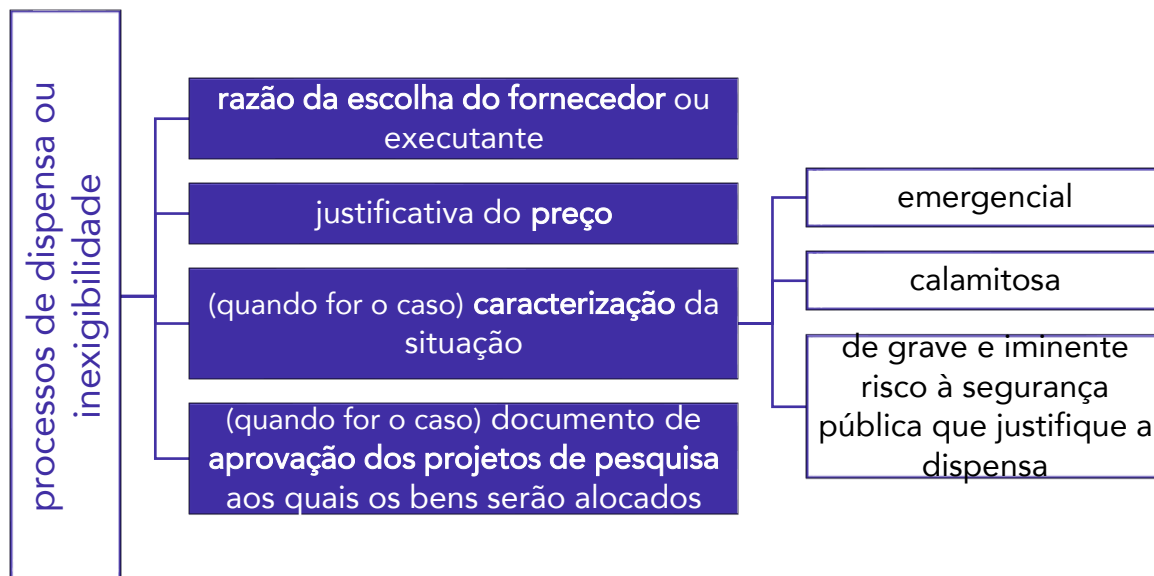 processos de dispensa ou
inexigibilidade
razão da escolha do fornecedor ou
executante
justificativa do preço
(quando for o caso) caracterização da
situação
(quando for o caso) documento de
aprovação dos projetos de pesquisa
aos quais os bens serão alocados
emergencial
calamitosa
de grave e iminente
risco à segurança
pública que justifique a
dispensa